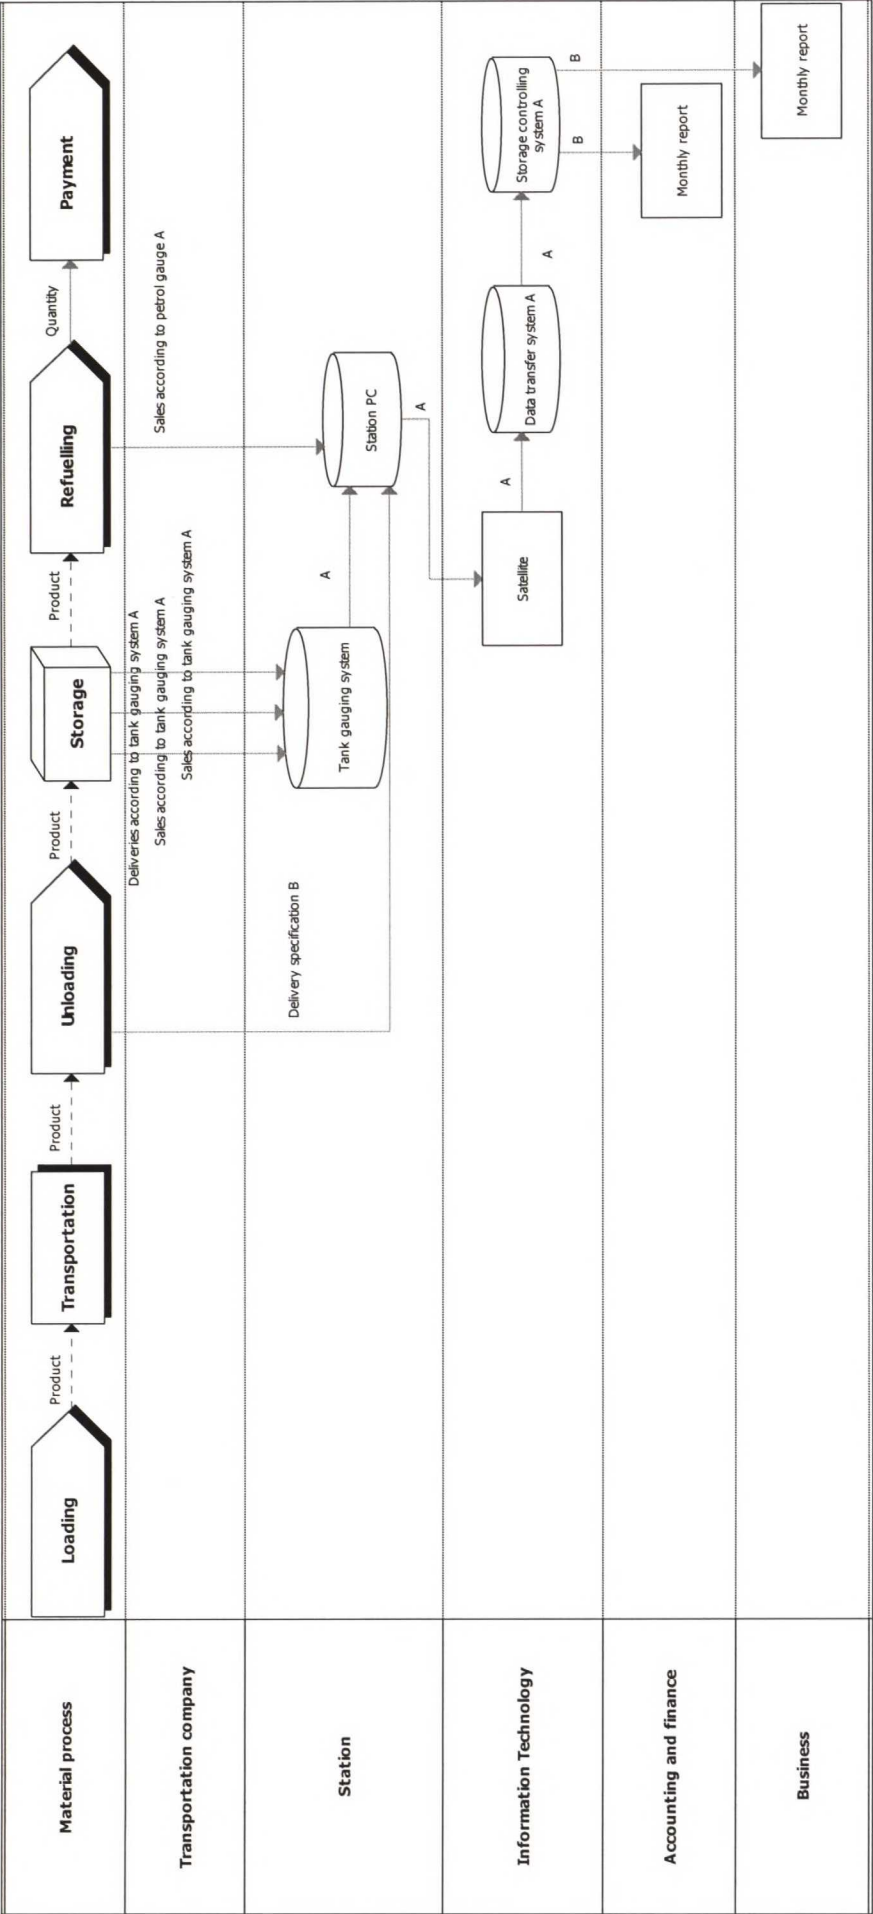 Material process
Loading
Product
Transportation
Product
Unloading
Product
Storage
Product
Refuelling
Quantity
Payment
Transportation company
Deliveries according to tank gauging system A
Sales according to tank gauging system A
Sales according to tank gauging system A
Sales according to petrol gauge A
Station
Delivery specification B
Tank gauging system
A
Station PC
A
Information Technology
Satellite
A
Data transfer system A
A
Storage controlling
system A
B
B
Accounting and finance
Monthly report
Business
Monthly report